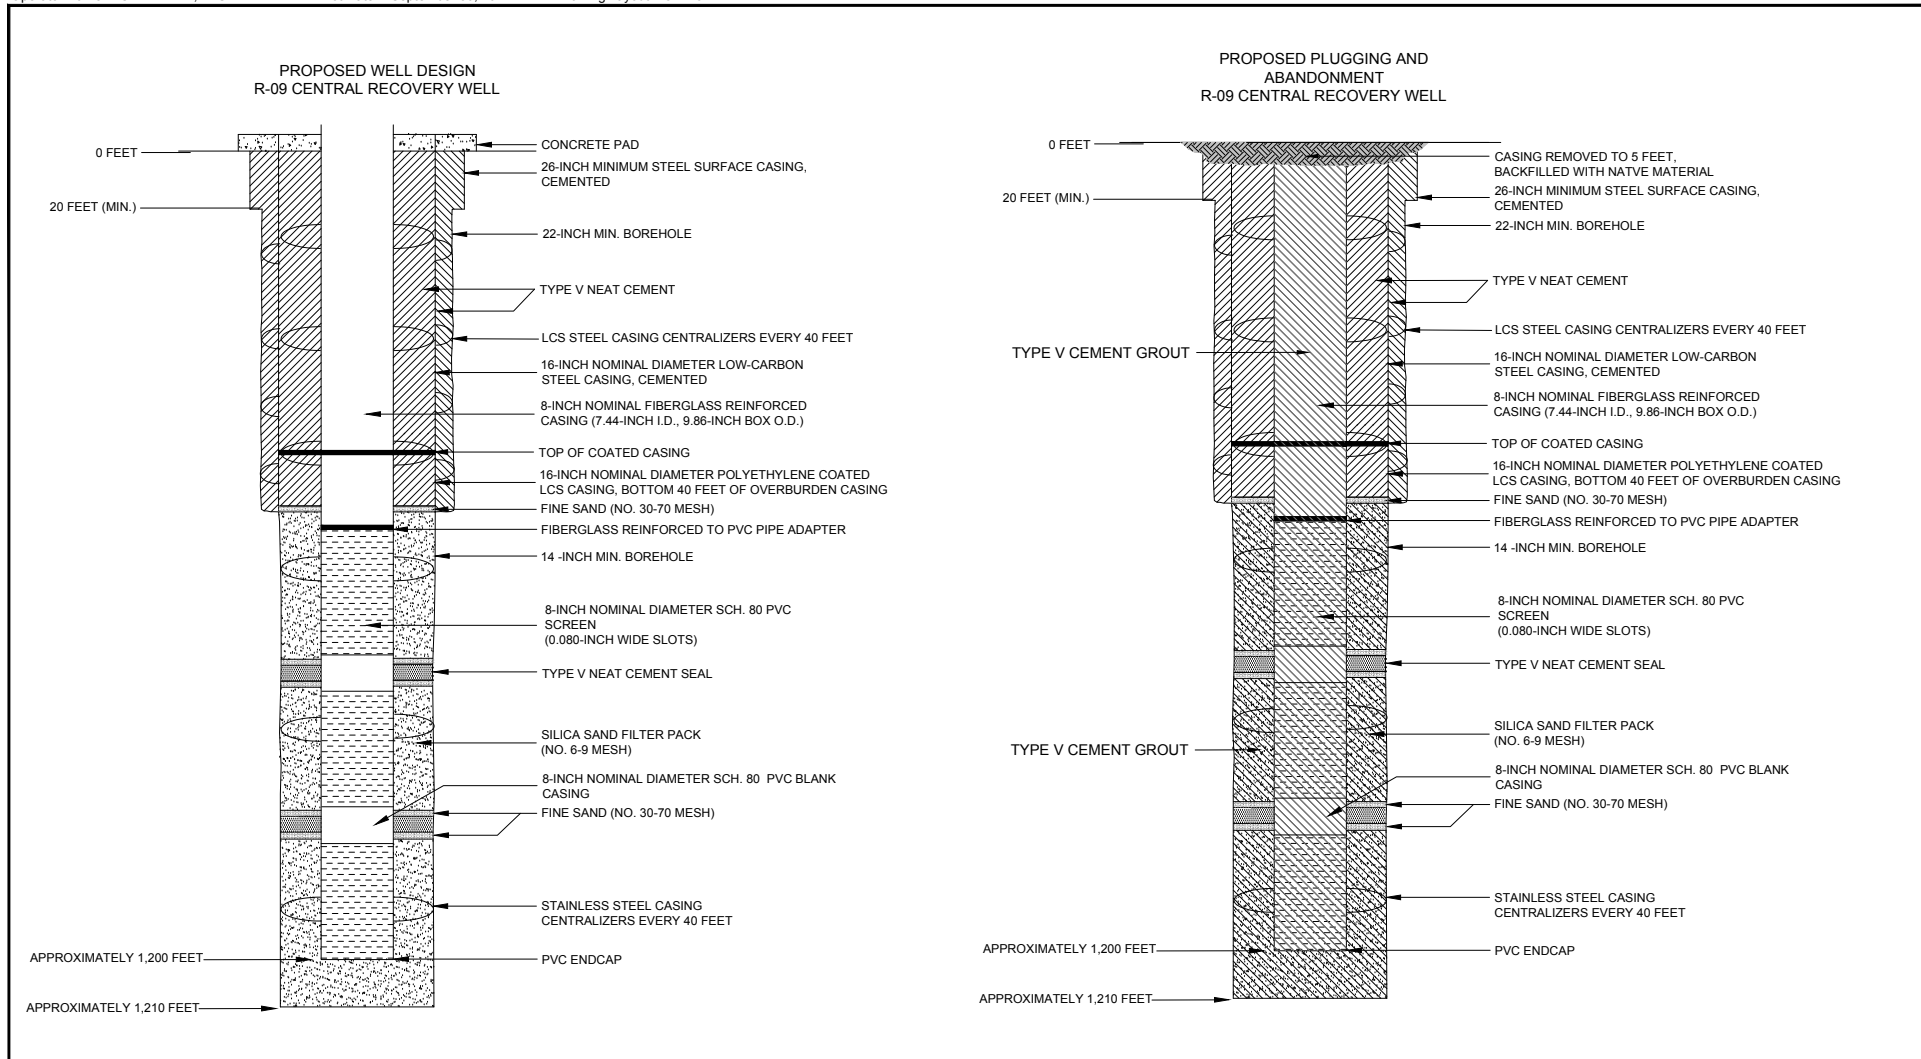 PROPOSED WELL DESIGN
R-09 CENTRAL RECOVERY WELL
CONCRETE PAD
0 FEET
26-INCH MINIMUM STEEL SURFACE CASING,
CEMENTED
20 FEET (MIN.)
22-INCH MIN. BOREHOLE
TYPE V NEAT CEMENT
LCS STEEL CASING CENTRALIZERS EVERY 40 FEET
16-INCH NOMINAL DIAMETER LOW-CARBON
STEEL CASING, CEMENTED
8-INCH NOMINAL FIBERGLASS REINFORCED
CASING (7.44-INCH I.D., 9.86-INCH BOX O.D.)
TOP OF COATED CASING
16-INCH NOMINAL DIAMETER POLYETHYLENE COATED
LCS CASING, BOTTOM 40 FEET OF OVERBURDEN CASING
FINE SAND (NO. 30-70 MESH)
FIBERGLASS REINFORCED TO PVC PIPE ADAPTER
14 -INCH MIN. BOREHOLE
8-INCH NOMINAL DIAMETER SCH. 80 PVC
SCREEN
(0.080-INCH WIDE SLOTS)
TYPE V NEAT CEMENT SEAL
SILICA SAND FILTER PACK
(NO. 6-9 MESH)
8-INCH NOMINAL DIAMETER SCH. 80 PVC BLANK
CASING
FINE SAND (NO. 30-70 MESH)
STAINLESS STEEL CASING
CENTRALIZERS EVERY 40 FEET
APPROXIMATELY 1,200 FEET
PVC ENDCAP
APPROXIMATELY 1,210 FEET
PROPOSED PLUGGING AND
ABANDONMENT
R-09 CENTRAL RECOVERY WELL
0 FEET
CASING REMOVED TO 5 FEET,
BACKFILLED WITH NATVE MATERIAL
26-INCH MINIMUM STEEL SURFACE CASING,
CEMENTED
20 FEET (MIN.)
22-INCH MIN. BOREHOLE
TYPE V NEAT CEMENT
LCS STEEL CASING CENTRALIZERS EVERY 40 FEET
TYPE V CEMENT GROUT
16-INCH NOMINAL DIAMETER LOW-CARBON
STEEL CASING, CEMENTED
8-INCH NOMINAL FIBERGLASS REINFORCED
CASING (7.44-INCH I.D., 9.86-INCH BOX O.D.)
TOP OF COATED CASING
16-INCH NOMINAL DIAMETER POLYETHYLENE COATED
LCS CASING, BOTTOM 40 FEET OF OVERBURDEN CASING
FINE SAND (NO. 30-70 MESH)
FIBERGLASS REINFORCED TO PVC PIPE ADAPTER
14 -INCH MIN. BOREHOLE
8-INCH NOMINAL DIAMETER SCH. 80 PVC
SCREEN
(0.080-INCH WIDE SLOTS)
TYPE V NEAT CEMENT SEAL
SILICA SAND FILTER PACK
(NO. 6-9 MESH)
TYPE V CEMENT GROUT
8-INCH NOMINAL DIAMETER SCH. 80 PVC BLANK
CASING
FINE SAND (NO. 30-70 MESH)
STAINLESS STEEL CASING
CENTRALIZERS EVERY 40 FEET
APPROXIMATELY 1,200 FEET
PVC ENDCAP
APPROXIMATELY 1,210 FEET